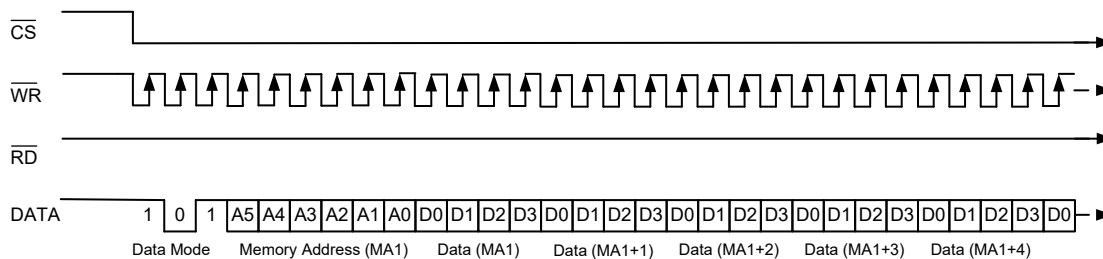 CS
WR
RD
DATA 1 0 1 A5 A4 A3 A2 A1 A0 D0 D1 D2 D3 D0 D1 D2 D3 D0 D1 D2 D3 D0 D1 D2 D3 D0 D1 D2 D3 D0
Data Mode Memory Address (MA1) Data (MA1) Data (MA1+1) Data (MA1+2) Data (MA1+3) Data (MA1+4)